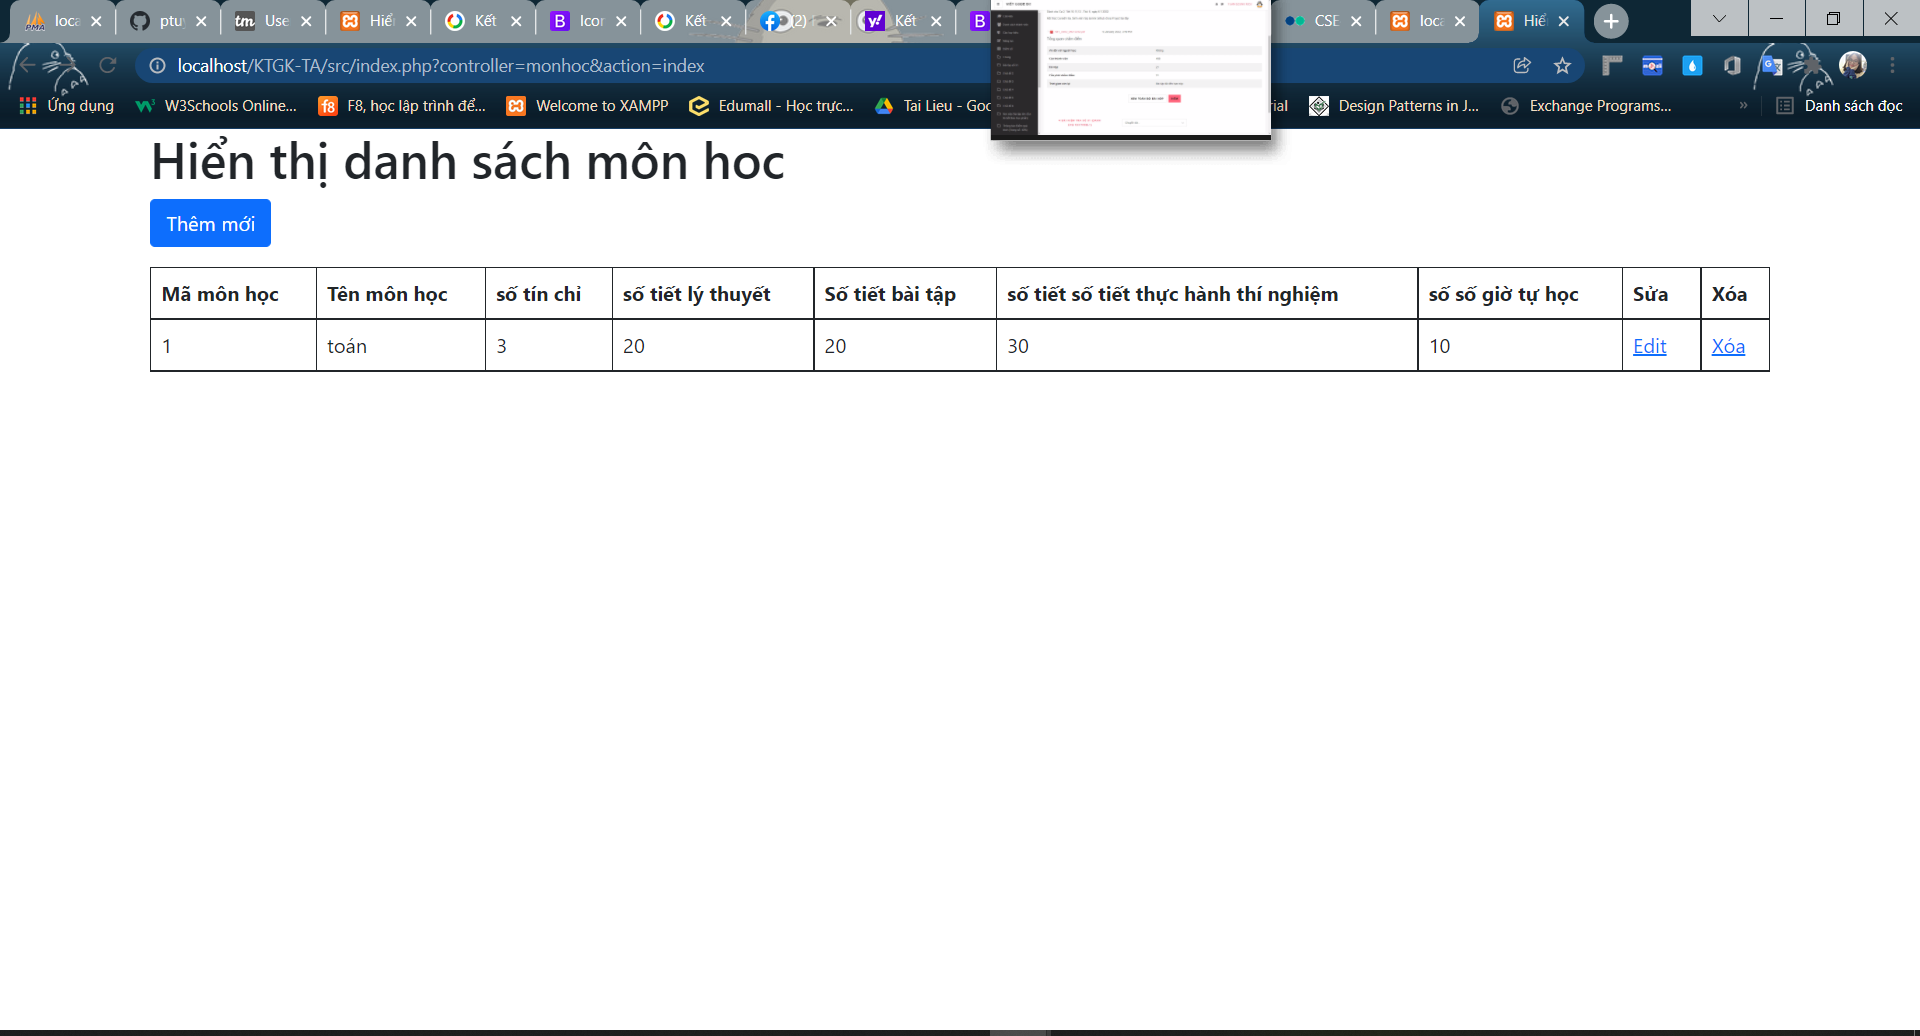 loca ptu Use Hiể Kết Icor Kết (2) Kết CSE loca Hiể
localhost/KTGK-TA/src/index.php?controller=monhoc&action=index
Ứng dụng W3Schools Online... F8, học lập trình để... Welcome to XAMPP Edumall - Học trực... Tai Lieu - Goo rial Design Patterns in J... Exchange Programs... » Danh sách đọc
Hiển thị danh sách môn hoc
Thêm mới
Mã môn học Tên môn học số tín chỉ số tiết lý thuyết Số tiết bài tập số tiết số tiết thực hành thí nghiệm số số giờ tự học Sửa Xóa
1 toán 3 20 20 30 10 Edit Xóa